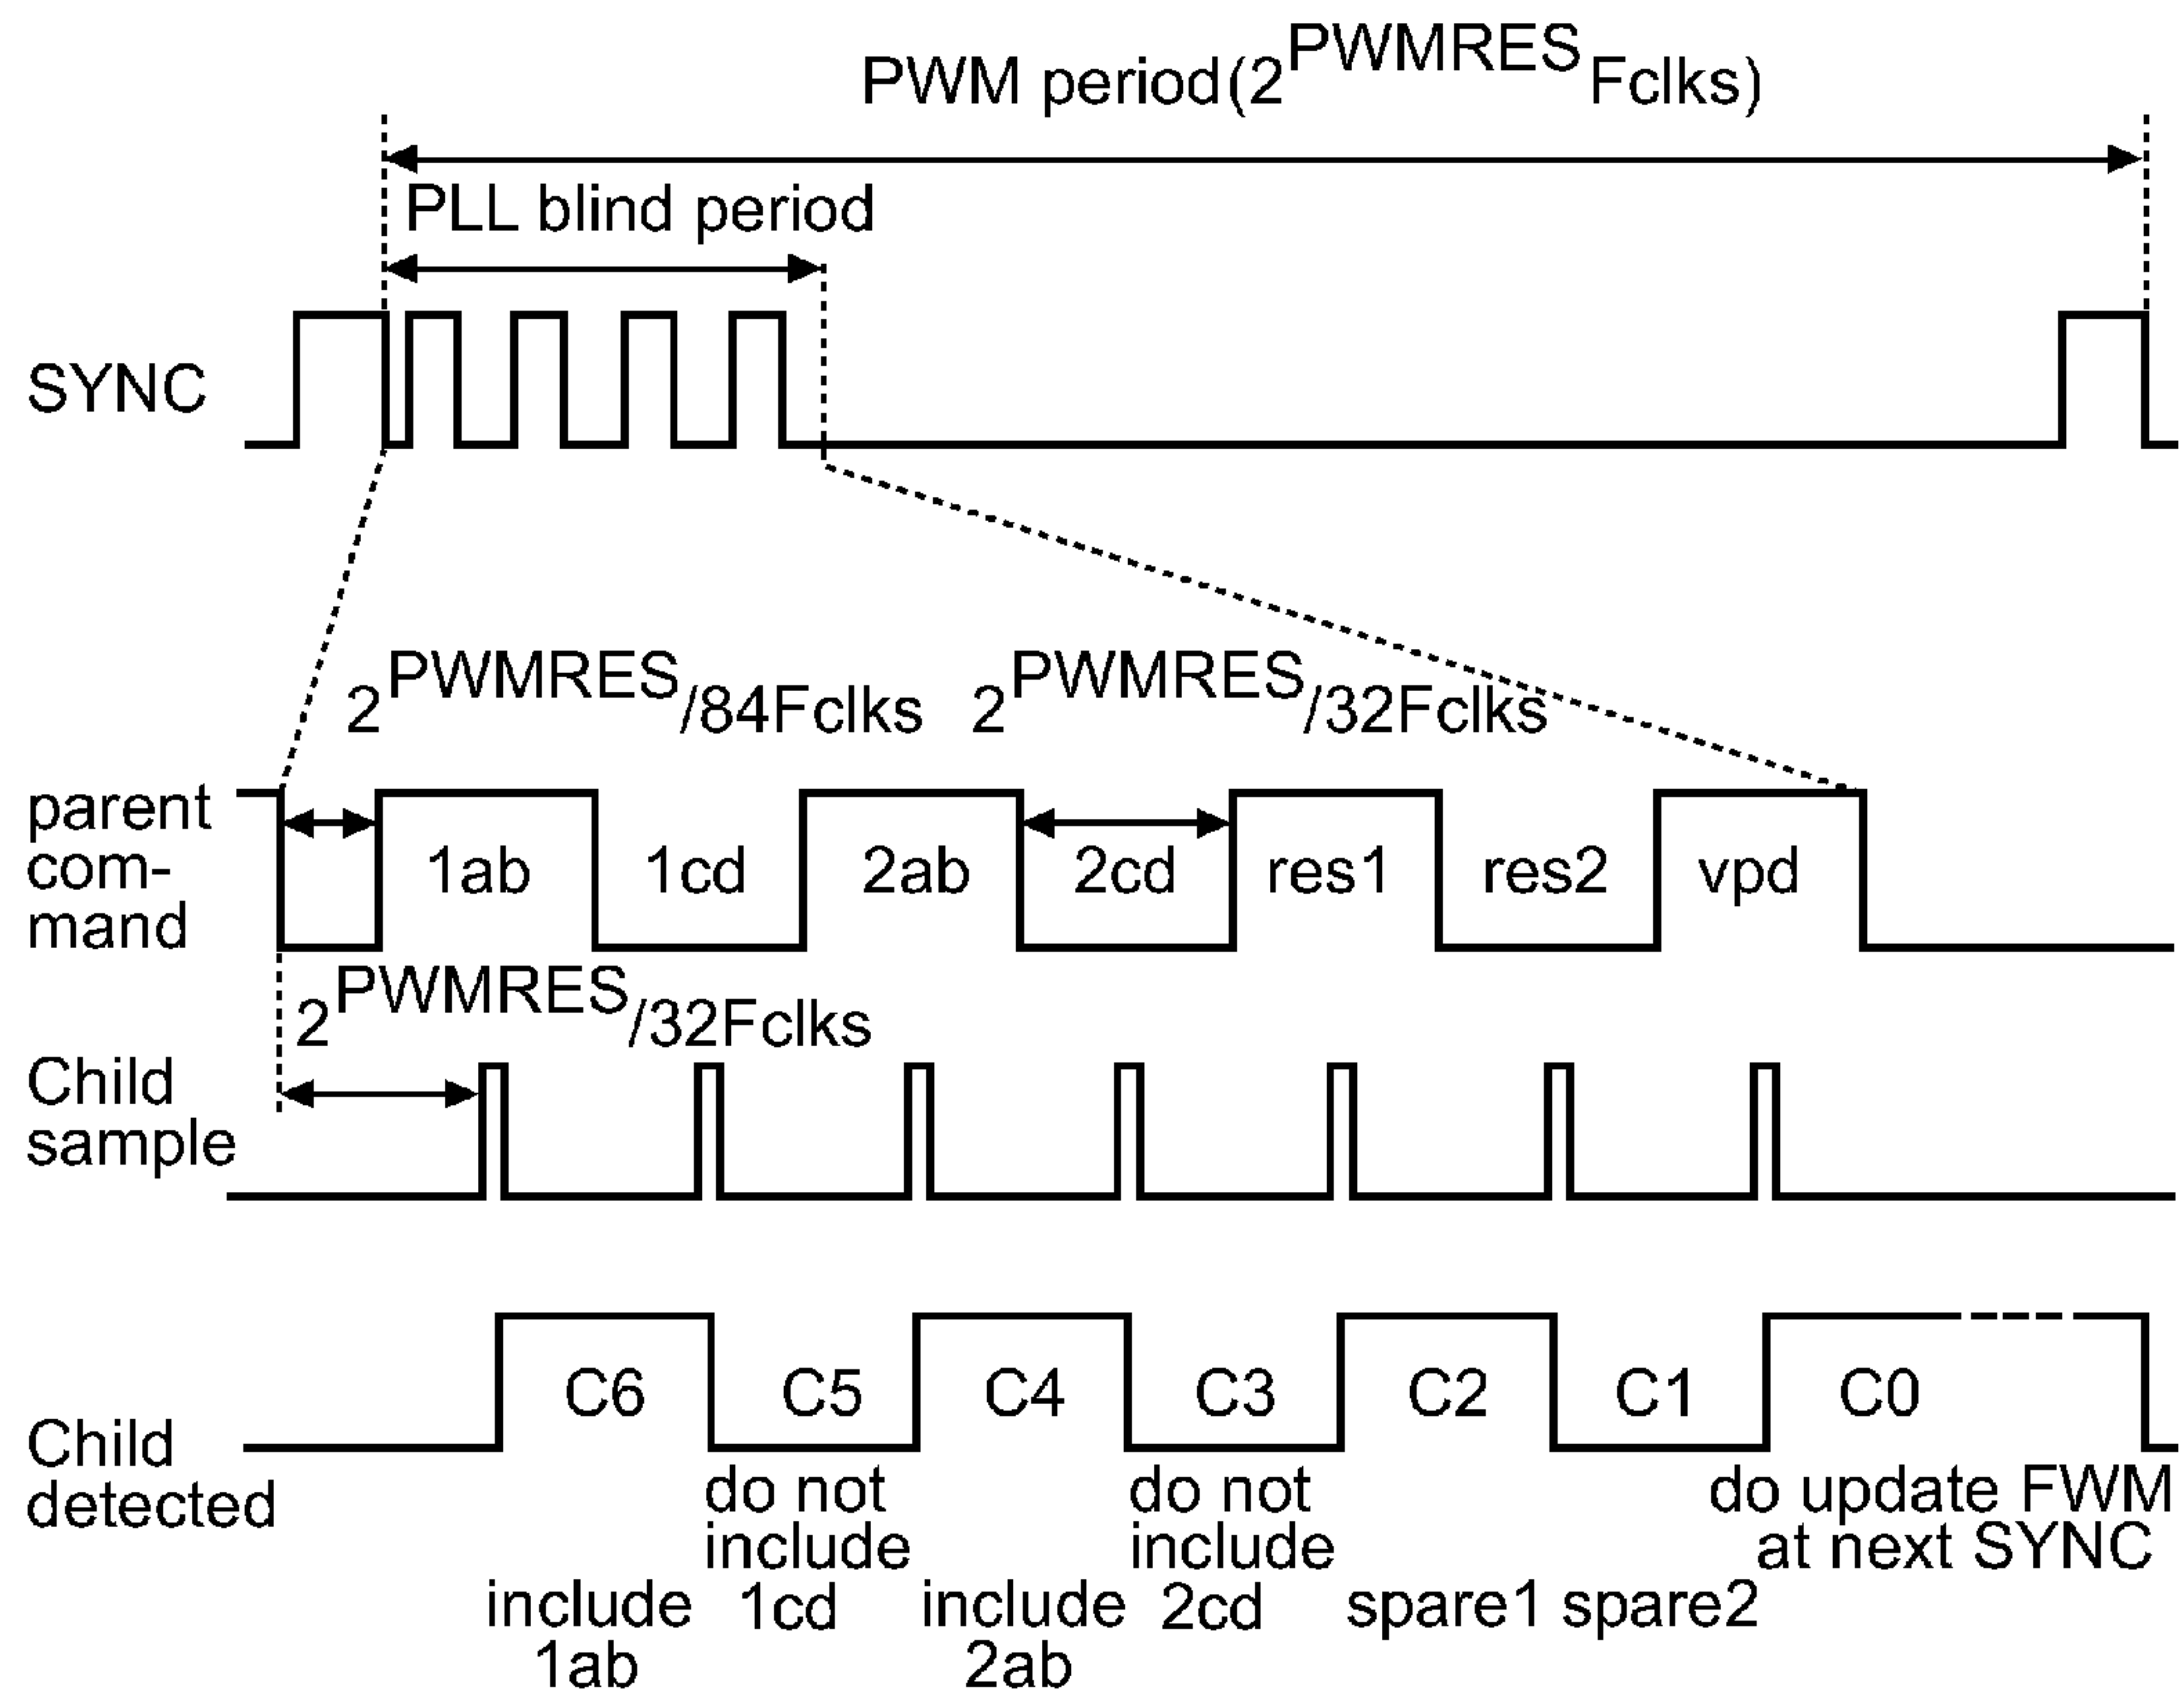 PWM period(2^PWMRES Fclks)
PLL blind period
SYNC
2^PWMRES/84Fclks 2^PWMRES/32Fclks
parent
com-
mand
1ab 1cd 2ab 2cd res1 res2 vpd
2^PWMRES/32Fclks
Child
sample
C6 C5 C4 C3 C2 C1 C0
Child
detected
include
1ab
do not
include
1cd
include
2ab
do not
include
2cd
spare1 spare2
do update FWM
at next SYNC